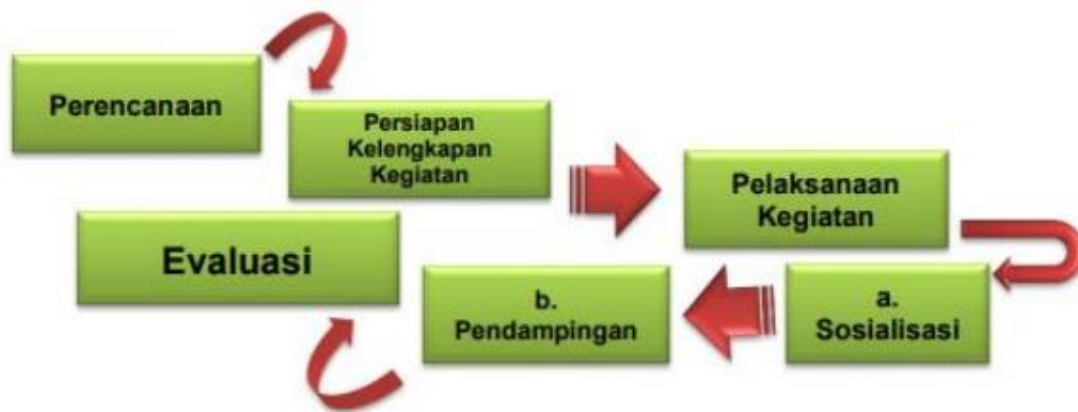 Perencanaan
Persiapan
Kelengkapan
Kegiatan
Pelaksanaan
Kegiatan
a.
Sosialisasi
b.
Pendampingan
Evaluasi